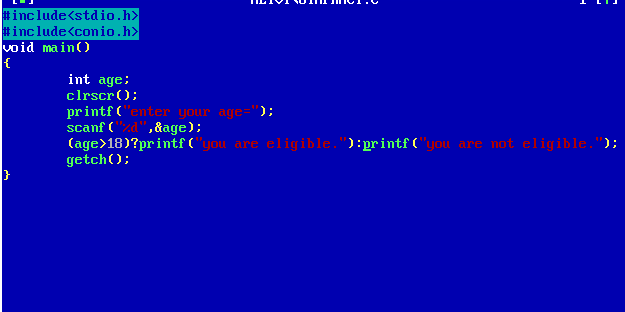 #include<stdio.h>
#include<conio.h>
void main()
{
int age;
clrscr();
printf("enter your age=");
scanf("%d",&age);
(age>18)?printf("you are eligible."):printf("you are not eligible.");
getch();
}